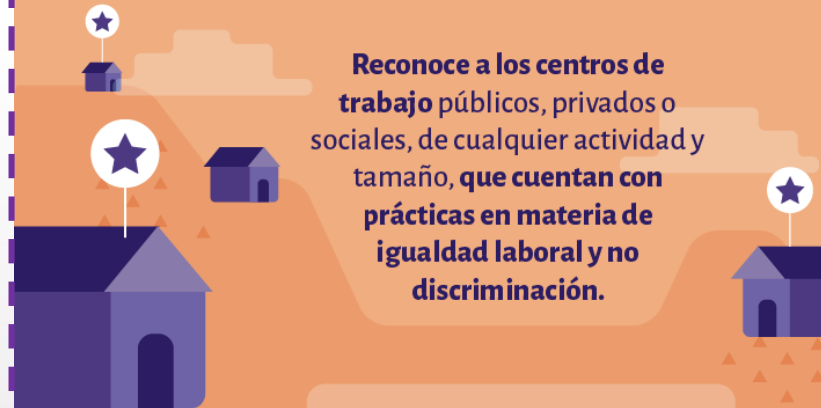 Reconoce a los centros de
trabajo públicos, privados o
sociales, de cualquier actividad y
tamaño, que cuentan con
prácticas en materia de
igualdad laboral y no
discriminación.